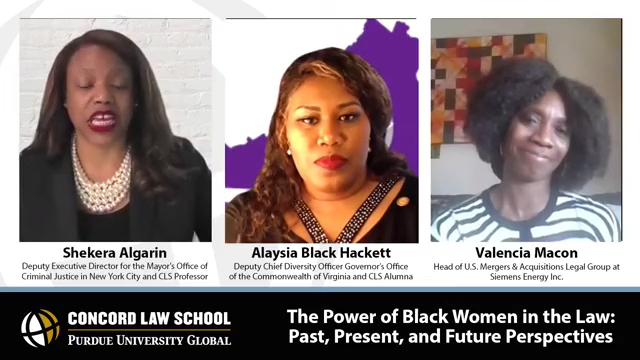 Shekera Algarin
Deputy Executive Director for the Mayor's Office of
Criminal Justice in New York City and CLS Professor
Alaysia Black Hackett
Deputy Chief Diversity Officer Governor's Office
of the Commonwealth of Virginia and CLS Alumna
Valencia Macon
Head of U.S. Mergers & Acquisitions Legal Group at
Siemens Energy Inc.
CONCORD LAW SCHOOL
PURDUE UNIVERSITY GLOBAL
The Power of Black Women in the Law:
Past, Present, and Future Perspectives